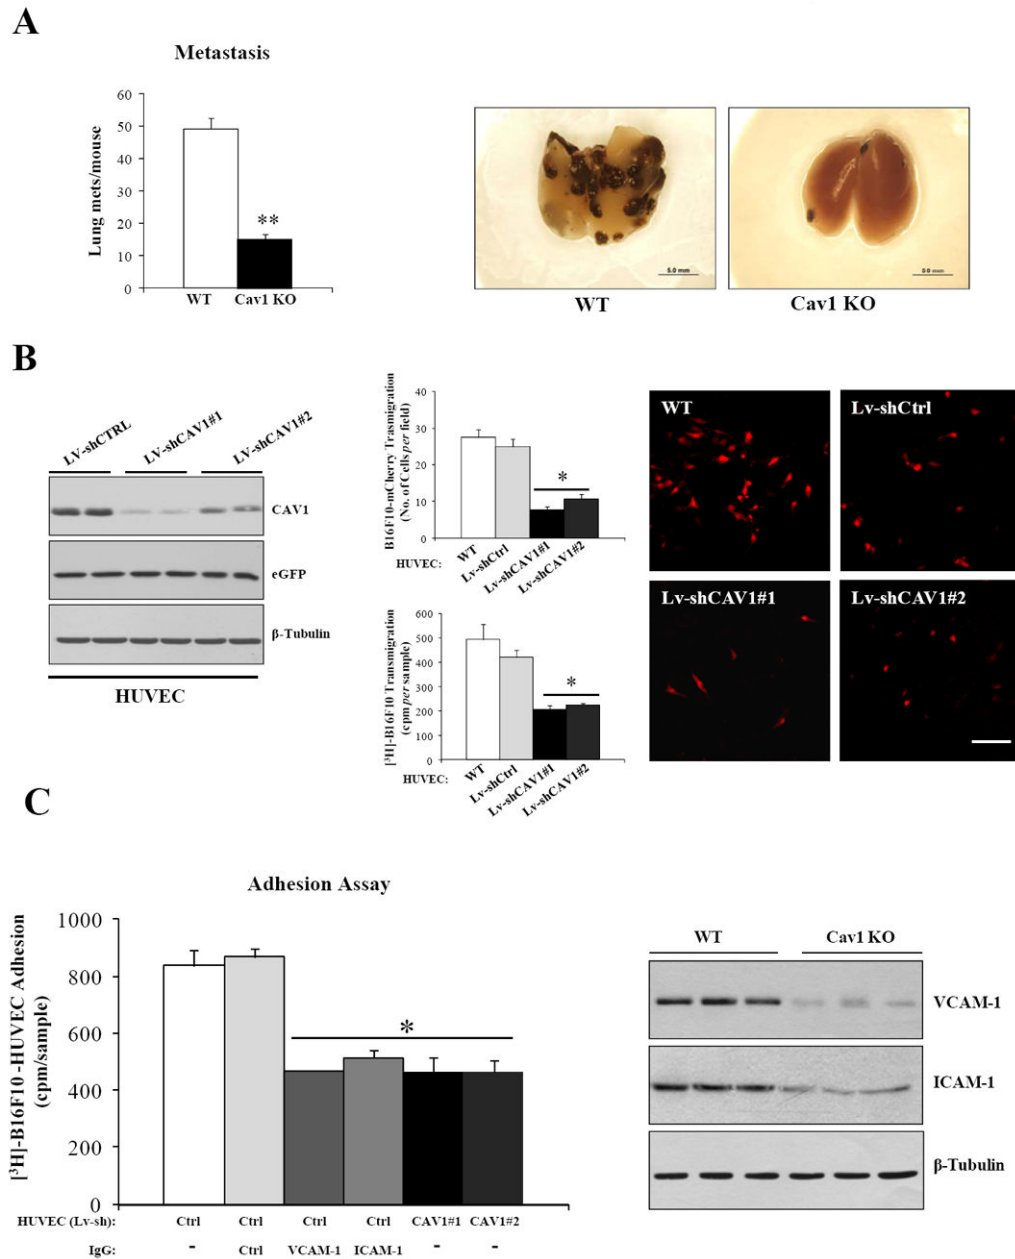 A
Metastasis
Lung mets/mouse
60
50
40
30
20
10
0
WT
Cav1 KO
**
5.0 mm
5.0 mm
WT
Cav1 KO
B
LV-shCTRL
LV-shCAV1#1
LV-shCAV1#2
CAV1
eGFP
β-Tubulin
HUVEC
B16F10-mCherry Trasmigration
(No. of Cells per field)
40
30
20
10
0
*
HUVEC:
WT
Lv-shCtrl
Lv-shCAV1#1
Lv-shCAV1#2
[³H]-B16F10 Transmigration
(cpm per sample)
600
500
400
300
200
100
0
*
HUVEC:
WT
Lv-shCtrl
Lv-shCAV1#1
Lv-shCAV1#2
WT
Lv-shCtrl
Lv-shCAV1#1
Lv-shCAV1#2
C
Adhesion Assay
[³H]-B16F10 -HUVEC Adhesion
(cpm/sample)
1000
800
600
400
200
0
*
HUVEC (Lv-sh): Ctrl Ctrl Ctrl Ctrl CAV1#1 CAV1#2
IgG: - Ctrl VCAM-1 ICAM-1 - -
WT
Cav1 KO
VCAM-1
ICAM-1
β-Tubulin